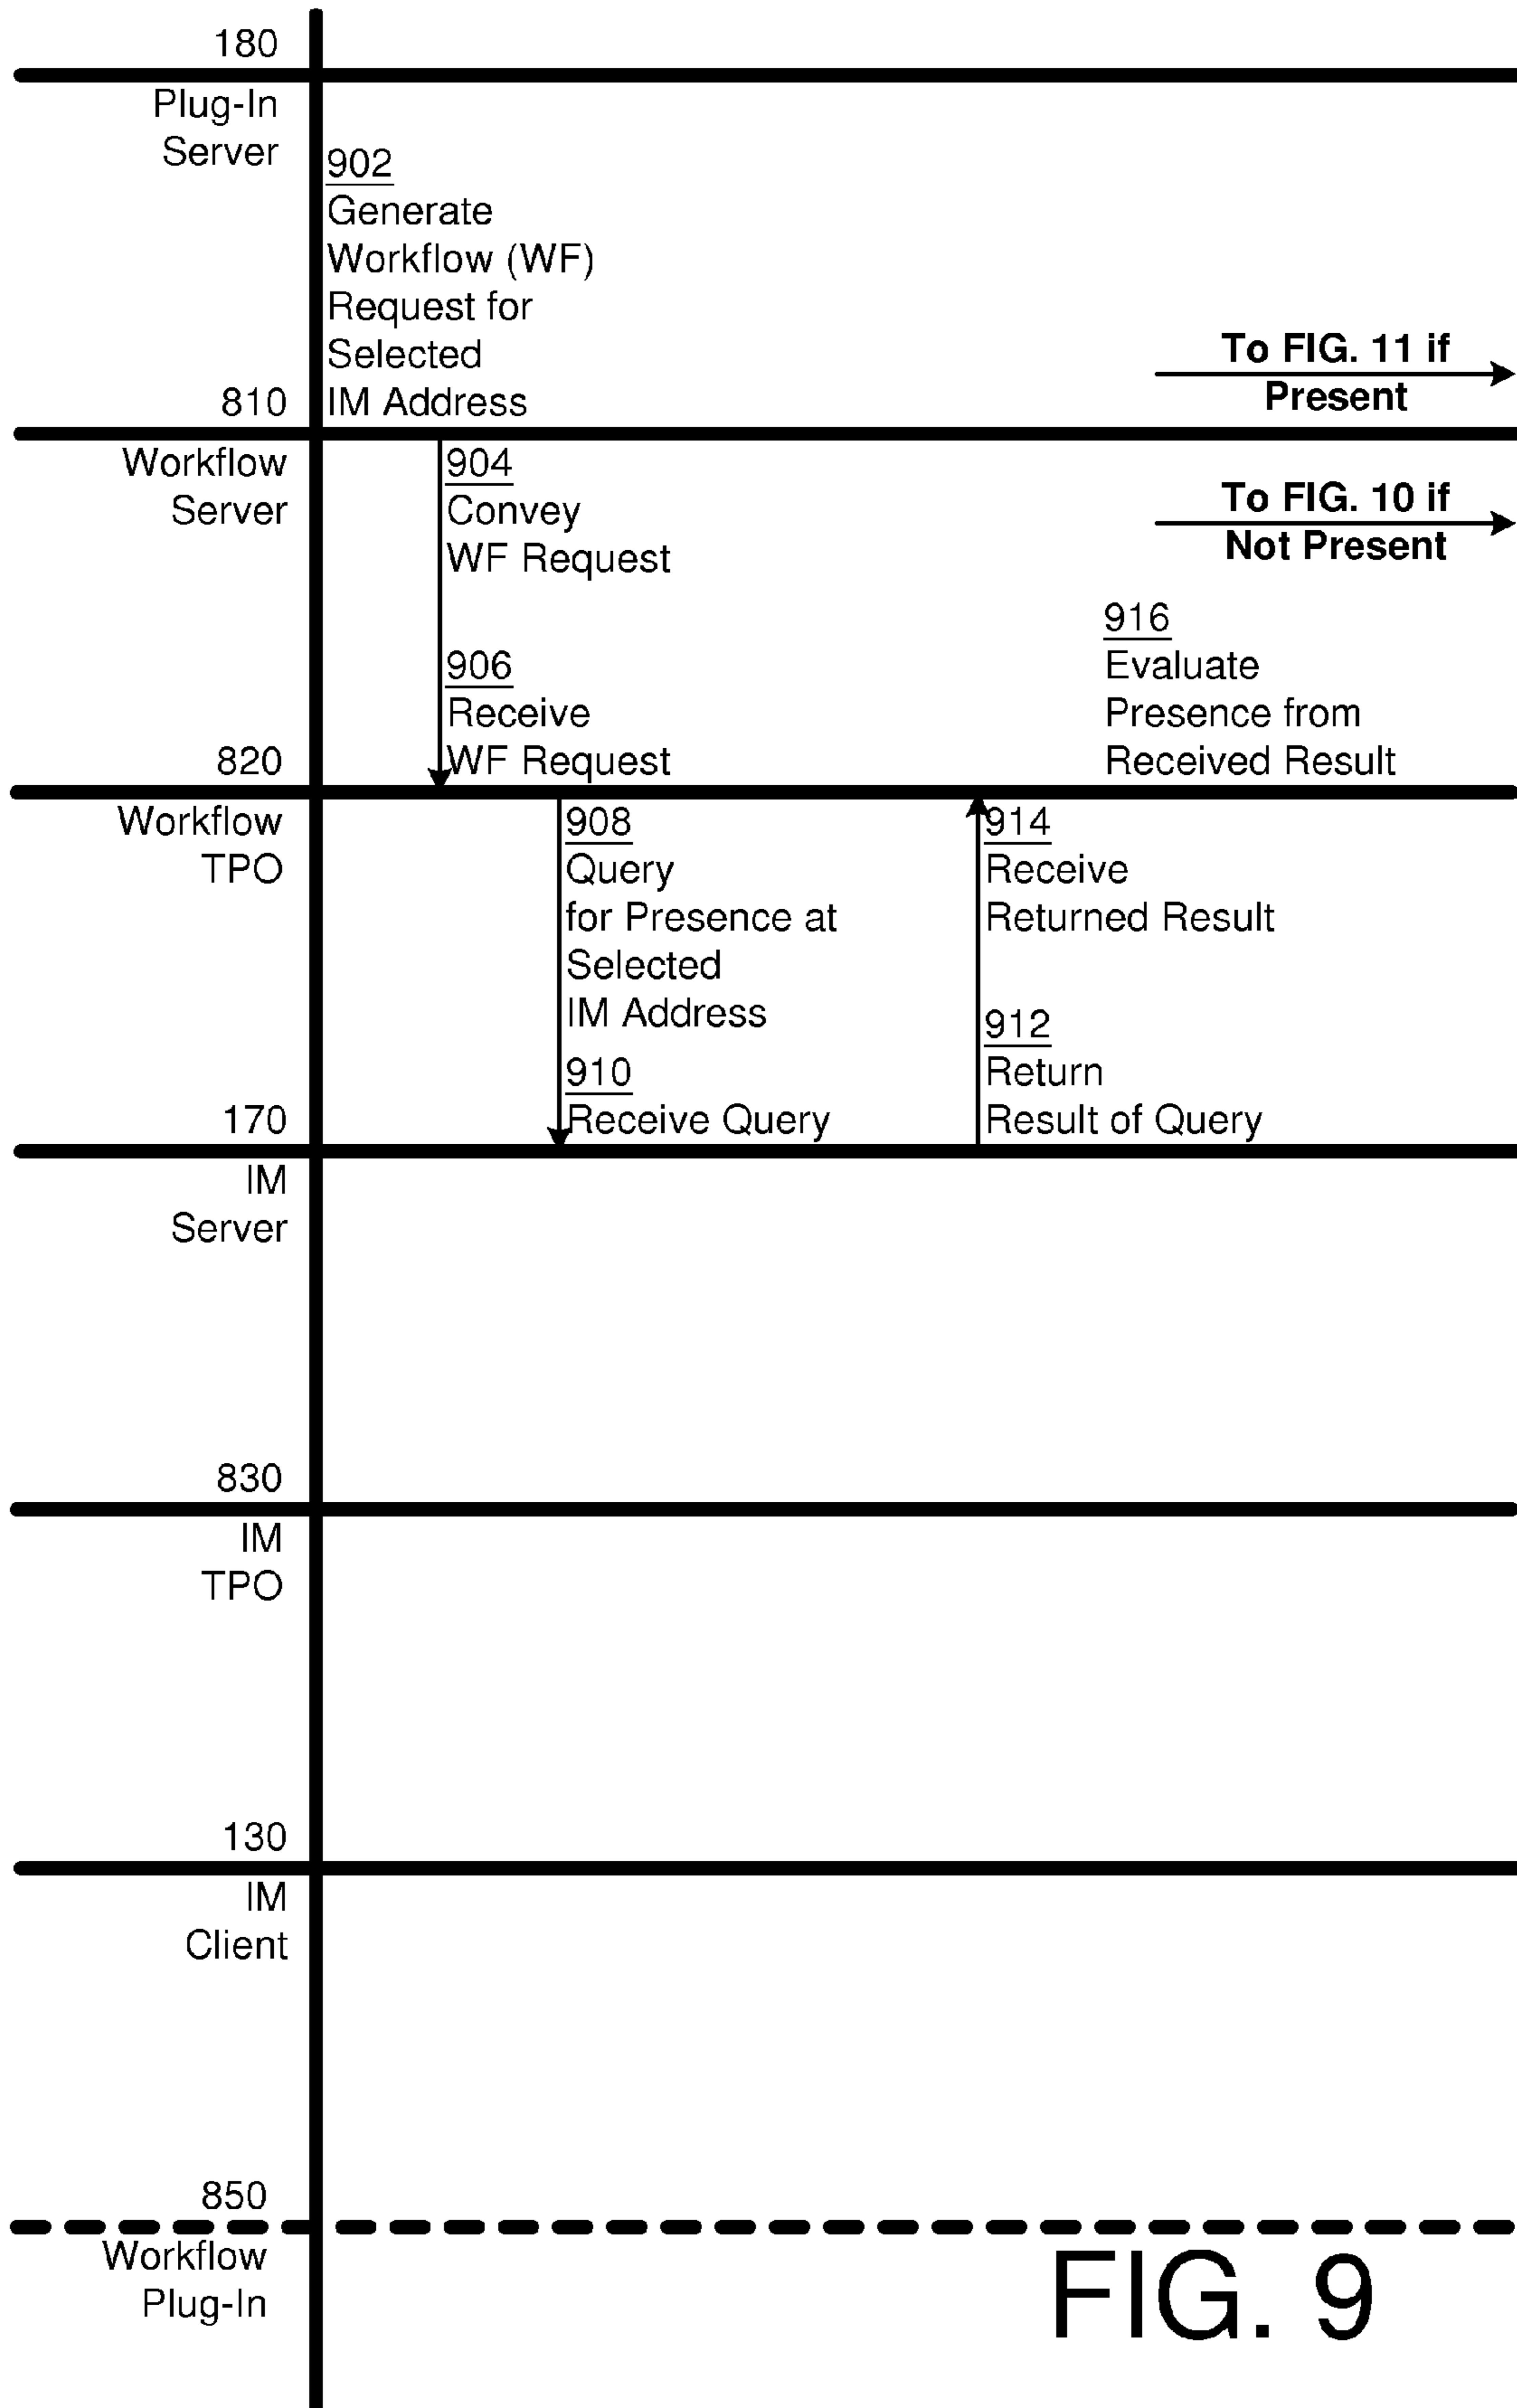 180
Plug-In
Server
902
Generate
Workflow (WF)
Request for
Selected
IM Address
To FIG. 11 if
Present
810
Workflow
Server
904
Convey
WF Request
To FIG. 10 if
Not Present
906
Receive
WF Request
916
Evaluate
Presence from
Received Result
820
Workflow
TPO
908
Query
for Presence at
Selected
IM Address
914
Receive
Returned Result
910
Receive Query
912
Return
Result of Query
170
IM
Server
830
IM
TPO
130
IM
Client
850
Workflow
Plug-In
FIG. 9